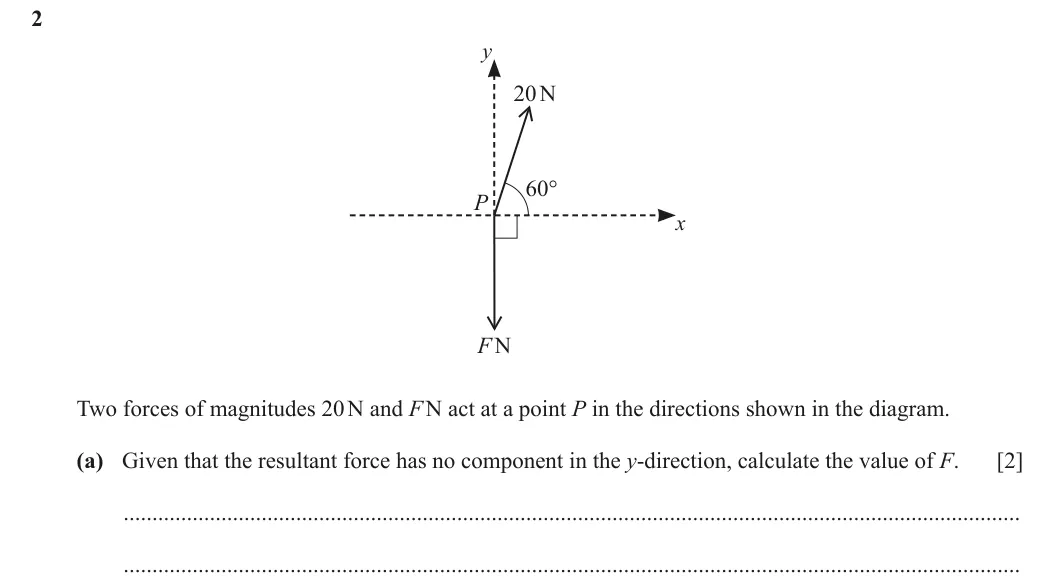 2
y
20 N
60°
P
x
F N
Two forces of magnitudes 20 N and F N act at a point P in the directions shown in the diagram.
(a) Given that the resultant force has no component in the y-direction, calculate the value of F. [2]